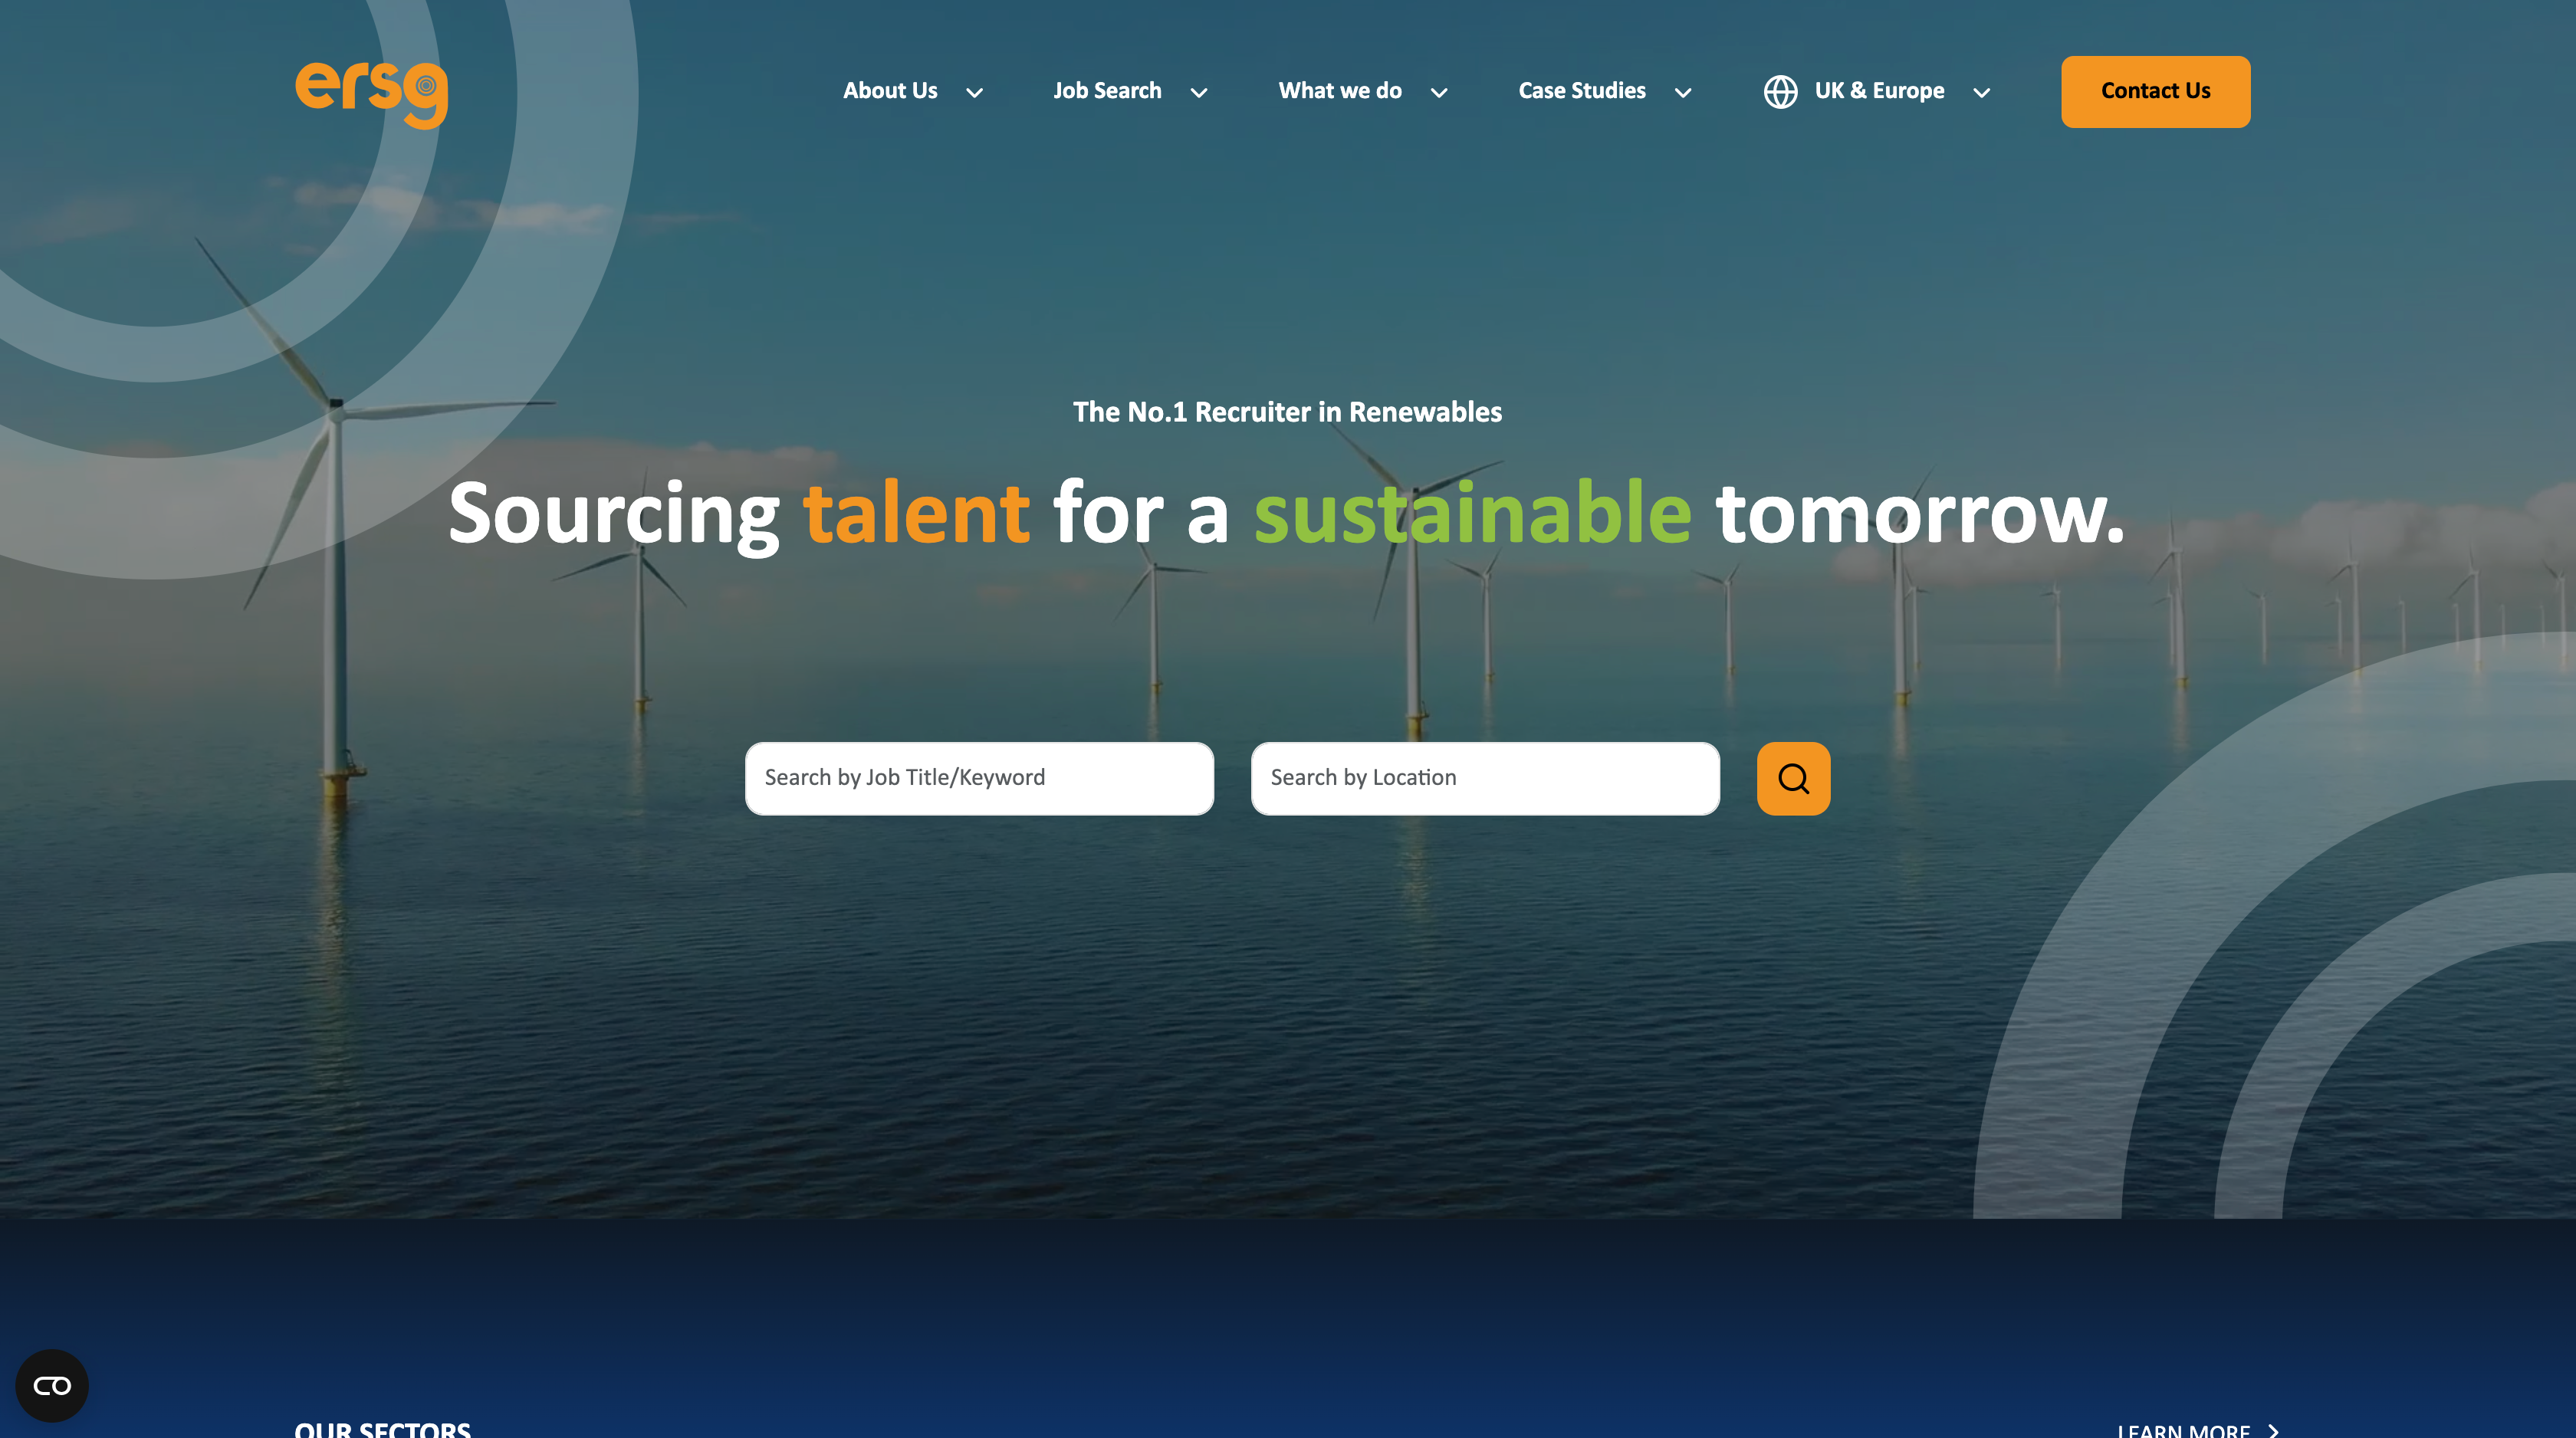 ersg
About Us
Job Search
What we do
Case Studies
UK & Europe
Contact Us
The No.1 Recruiter in Renewables
Sourcing talent for a sustainable tomorrow.
Search by Job Title/Keyword
Search by Location
OUR SECTORS
LEARN MORE